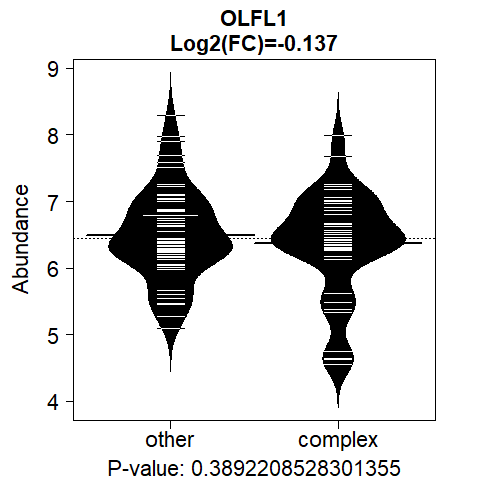 OLFL1
Log2(FC)=-0.137
Abundance
9
8
7
6
5
4
other complex
P-value: 0.3892208528301355